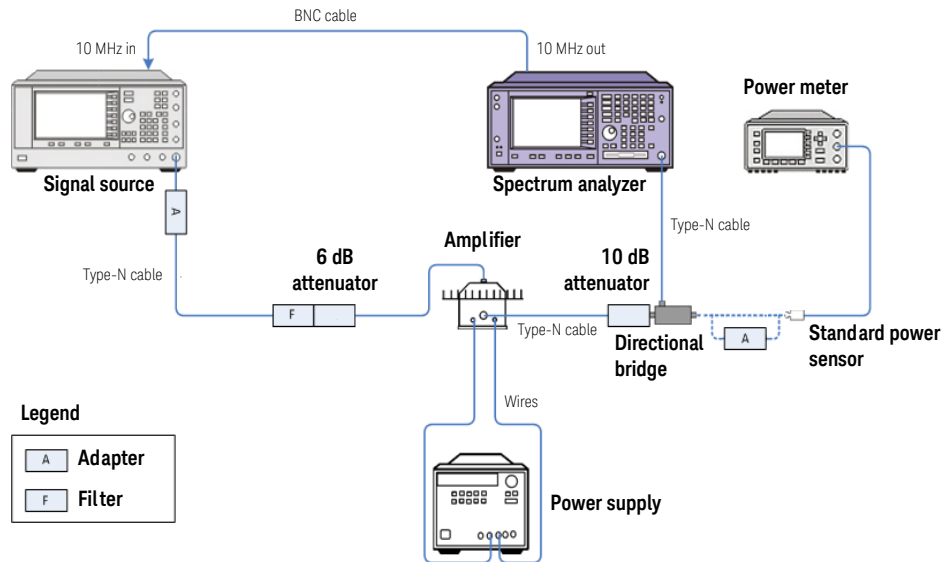 BNC cable
10 MHz in
10 MHz out
Power meter
Signal source
Spectrum analyzer
A
Type-N cable
Type-N cable
6 dB
attenuator
Amplifier
10 dB
attenuator
F
Type-N cable
Directional
bridge
A
Standard power
sensor
Wires
Legend
A Adapter
F Filter
Power supply